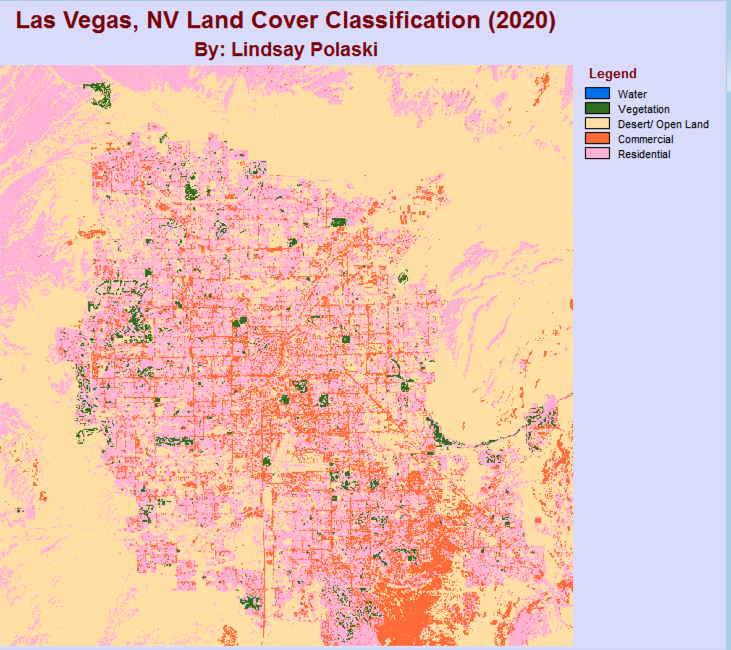 Las Vegas, NV Land Cover Classification (2020)
By: Lindsay Polaski
Legend
Water
Vegetation
Desert/ Open Land
Commercial
Residential